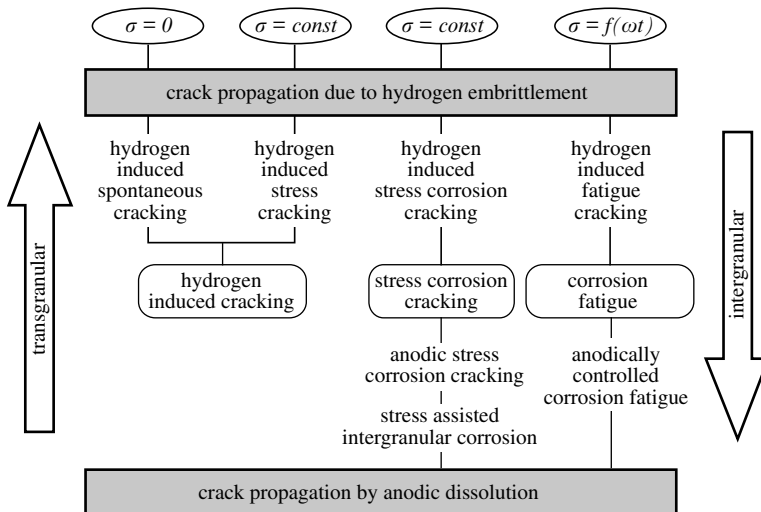 σ = 0
σ = const
σ = const
σ = f(ωt)
crack propagation due to hydrogen embrittlement
hydrogen
induced
spontaneous
cracking
hydrogen
induced
stress
cracking
hydrogen
induced
stress corrosion
cracking
hydrogen
induced
fatigue
cracking
transgranular
intergranular
hydrogen
induced cracking
stress corrosion
cracking
corrosion
fatigue
anodic stress
corrosion cracking
stress assisted
intergranular corrosion
anodically
controlled
corrosion fatigue
crack propagation by anodic dissolution